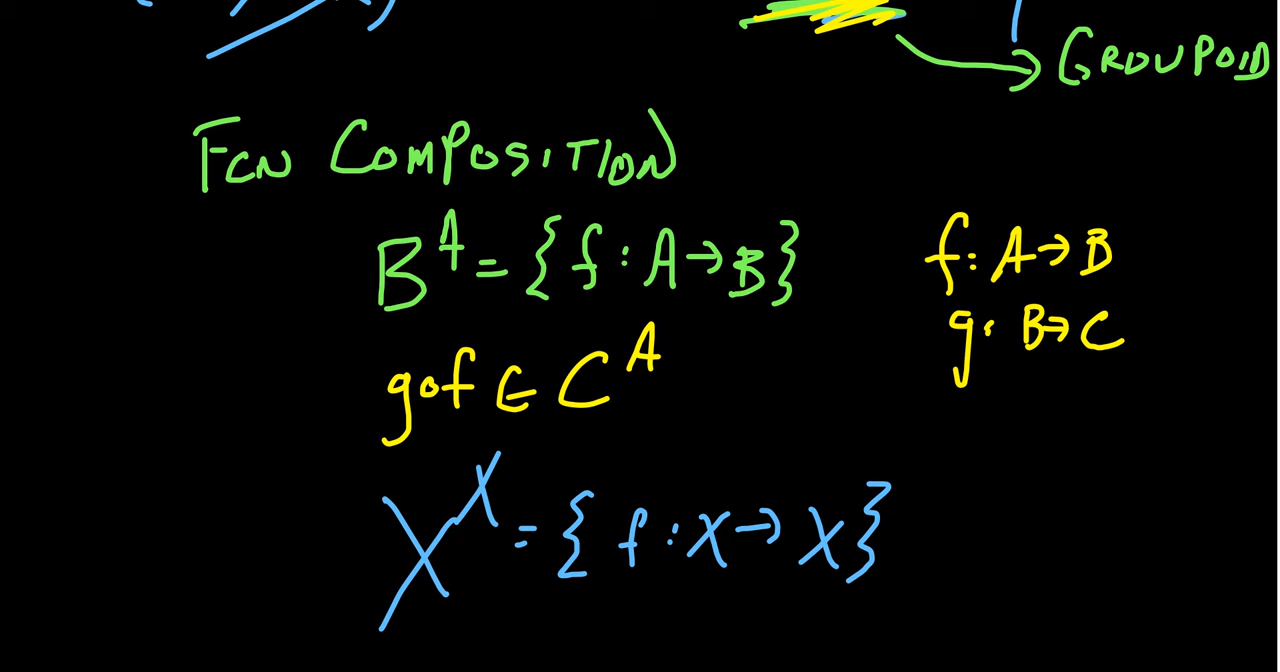 GROUPOID
FCN COMPOSITION
B^A = { f : A → B }
f : A → B
g : B → C
g∘f ∈ C^A
X^X = { f : X → X }